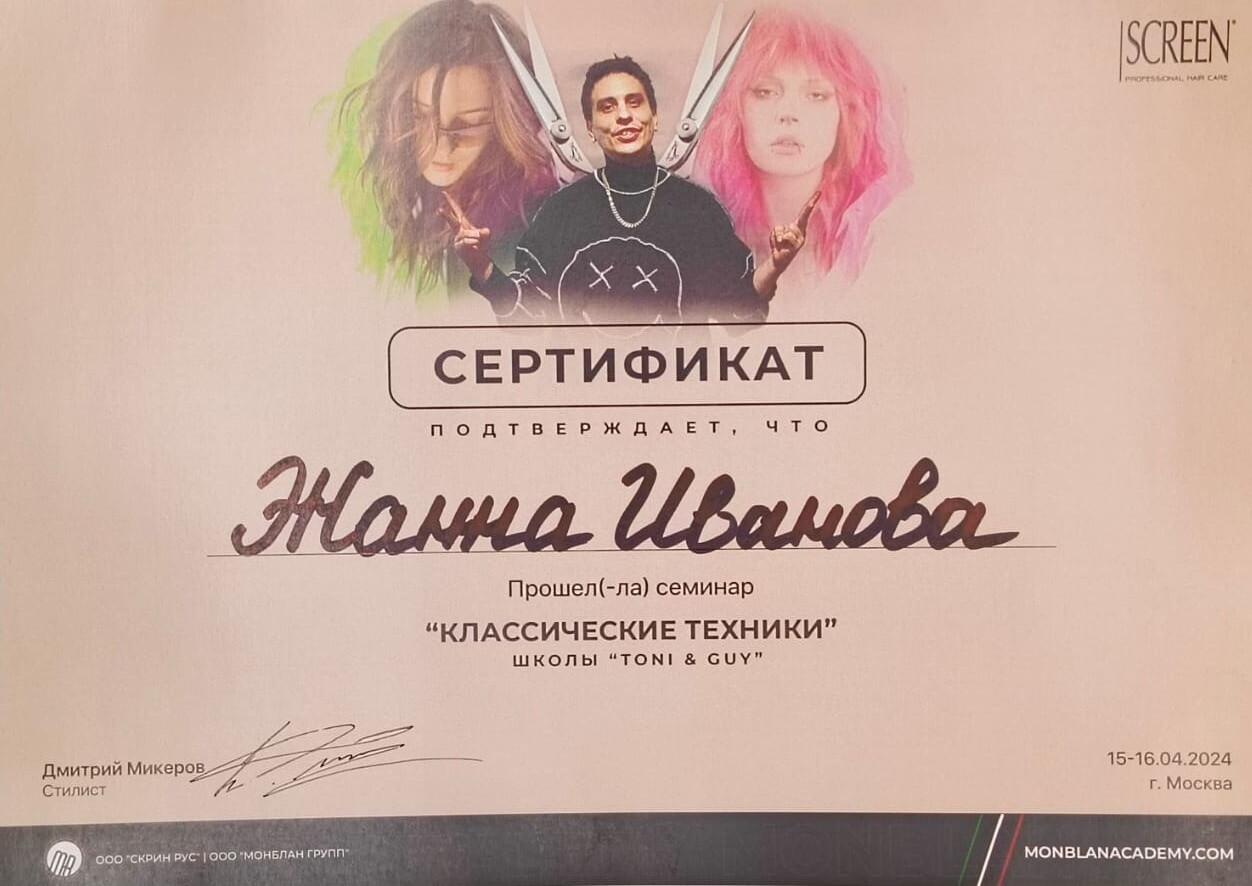 SCREEN
PROFESSIONAL HAIR CARE
СЕРТИФИКАТ
ПОДТВЕРЖДАЕТ, ЧТО
Жанна Иванова
Прошел(-ла) семинар
“КЛАССИЧЕСКИЕ ТЕХНИКИ”
ШКОЛЫ “TONI & GUY”
Дмитрий Микеров
Стилист
15-16.04.2024
г. Москва
ООО "СКРИН РУС" | ООО "МОНБЛАН ГРУПП"
MONBLANACADEMY.COM